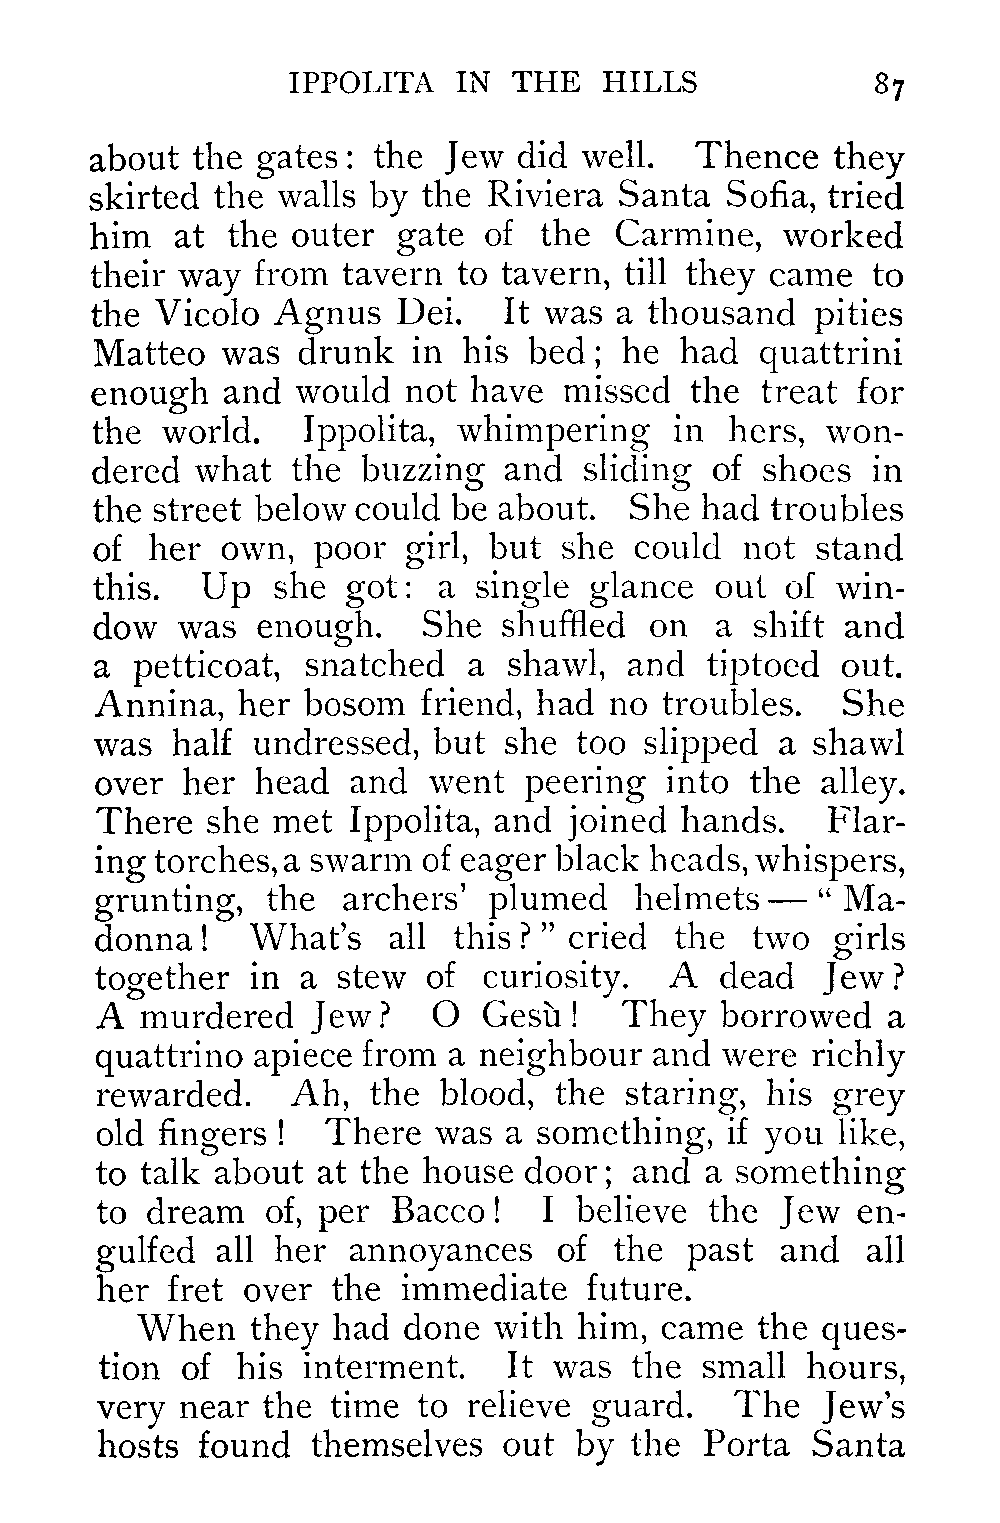 IPPOLITA IN THE HILLS 87
about the gates: the Jew did well. Thence they
skirted the walls by the Riviera Santa Sofia, tried
him at the outer gate of the Carmine, worked
their way from tavern to tavern, till they came to
the Vicolo Agnus Dei. It was a thousand pities
Matteo was drunk in his bed; he had quattrini
enough and would not have missed the treat for
the world. Ippolita, whimpering in hers, won-
dered what the buzzing and sliding of shoes in
the street below could be about. She had troubles
of her own, poor girl, but she could not stand
this. Up she got: a single glance out of win-
dow was enough. She shuffled on a shift and
a petticoat, snatched a shawl, and tiptoed out.
Annina, her bosom friend, had no troubles. She
was half undressed, but she too slipped a shawl
over her head and went peering into the alley.
There she met Ippolita, and joined hands. Flar-
ing torches, a swarm of eager black heads, whispers,
grunting, the archers' plumed helmets — " Ma-
donna! What's all this?" cried the two girls
together in a stew of curiosity. A dead Jew?
A murdered Jew? O Gesù! They borrowed a
quattrino apiece from a neighbour and were richly
rewarded. Ah, the blood, the staring, his grey
old fingers! There was a something, if you like,
to talk about at the house door; and a something
to dream of, per Bacco! I believe the Jew en-
gulfed all her annoyances of the past and all
her fret over the immediate future.
When they had done with him, came the ques-
tion of his interment. It was the small hours,
very near the time to relieve guard. The Jew's
hosts found themselves out by the Porta Santa